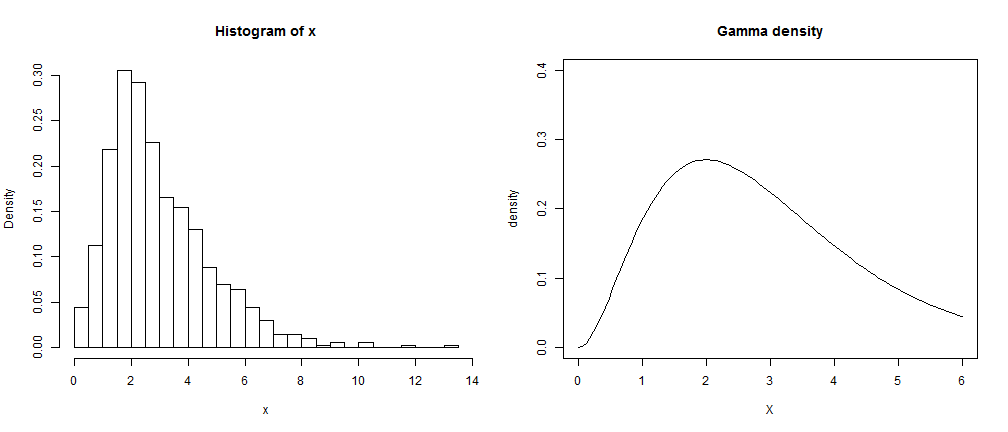 Histogram of x
Density
0.00 0.05 0.10 0.15 0.20 0.25 0.30
0 2 4 6 8 10 12 14
x
Gamma density
density
0.0 0.1 0.2 0.3 0.4
0 1 2 3 4 5 6
X